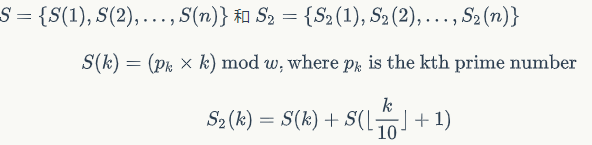 S = {S(1), S(2), . . . , S(n)} 和 S₂ = {S₂(1), S₂(2), . . . , S₂(n)}
S(k) = (pₖ × k) mod w, where pₖ is the kth prime number
S₂(k) = S(k) + S(⌊k/10⌋ + 1)